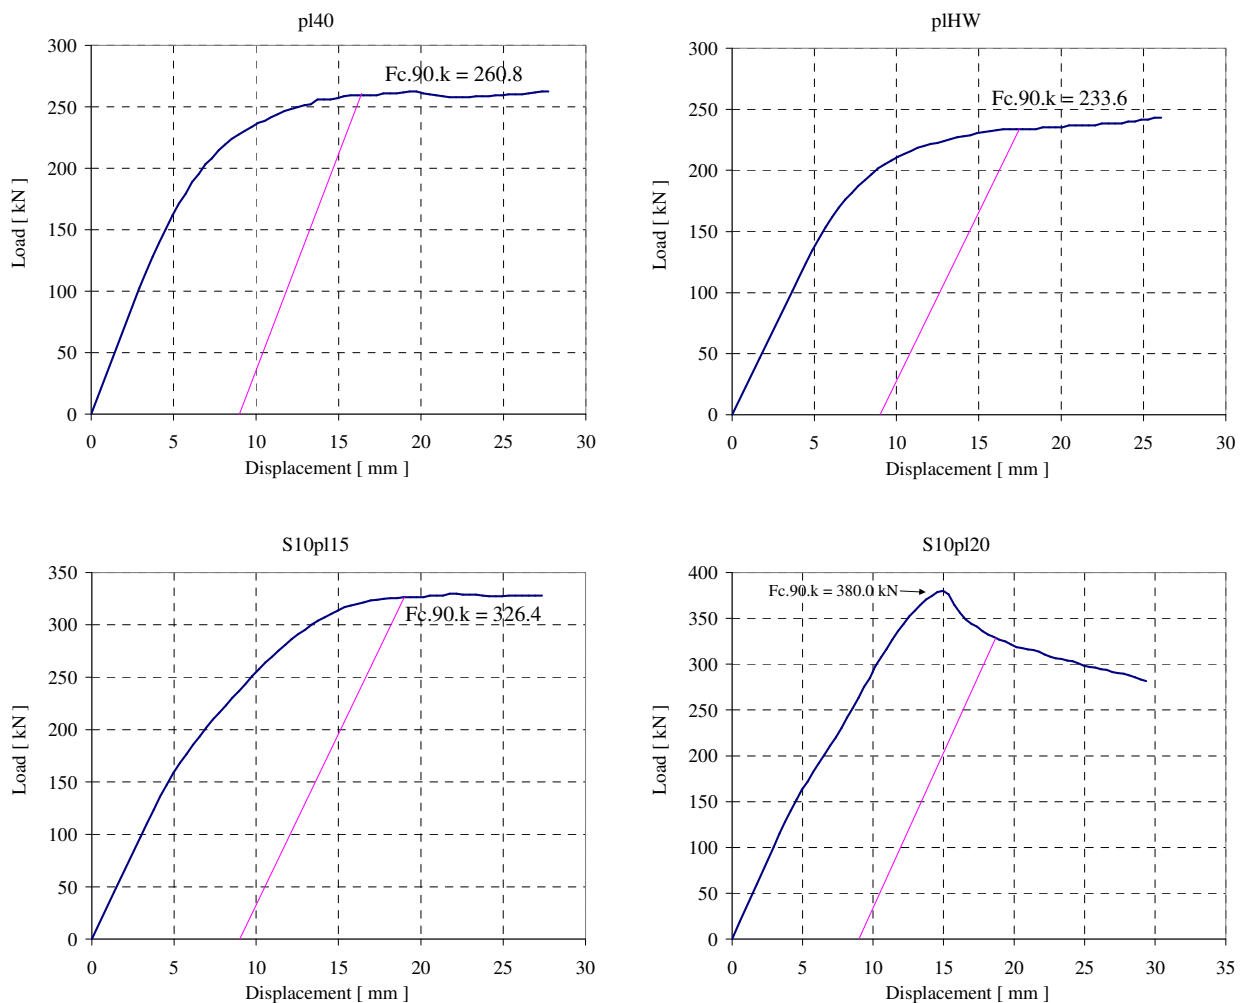 pl40
300
250
200
150
100
50
0
Load [ kN ]
Fc.90.k = 260.8
0 5 10 15 20 25 30
Displacement [ mm ]
plHW
300
250
200
150
100
50
0
Load [ kN ]
Fc.90.k = 233.6
0 5 10 15 20 25 30
Displacement [ mm ]
S10pl15
350
300
250
200
150
100
50
0
Load [ kN ]
Fc.90.k = 326.4
0 5 10 15 20 25 30
Displacement [ mm ]
S10pl20
400
350
300
250
200
150
100
50
0
Load [ kN ]
Fc.90.k = 380.0 kN
0 5 10 15 20 25 30 35
Displacement [ mm ]